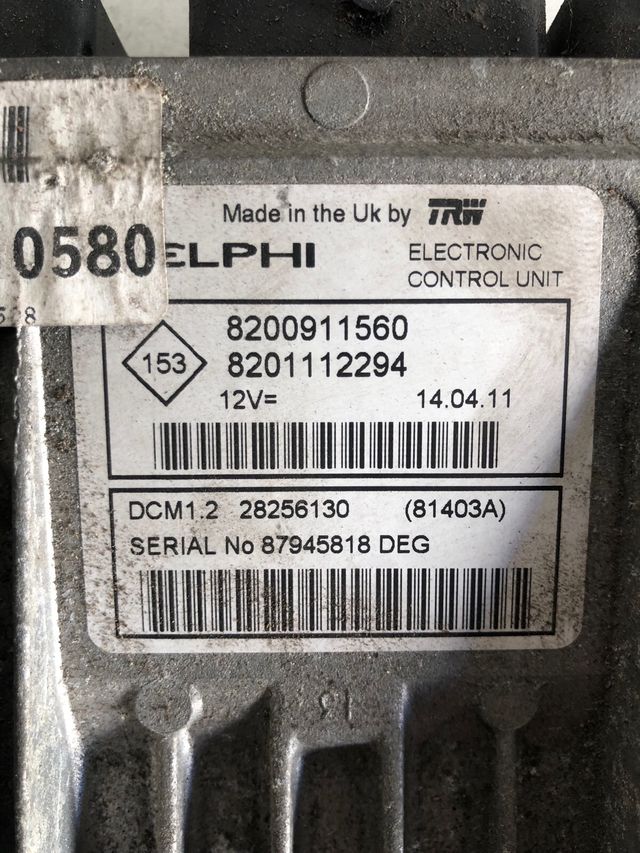 Made in the Uk by TRW
0580
ELPHI
ELECTRONIC
CONTROL UNIT
8200911560
153
8201112294
12V=
14.04.11
DCM1.2 28256130 (81403A)
SERIAL No 87945818 DEG